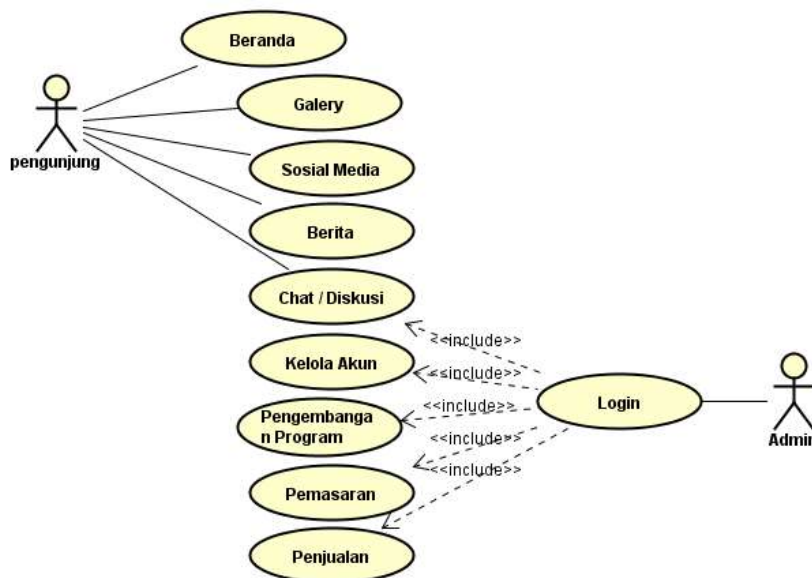 Beranda
Galery
pengunjung
Sosial Media
Berita
Chat / Diskusi
<<include>>
Kelola Akun
<<include>>
Pengembanga
n Program
<<include>>
Login
Admin
<<include>>
<<include>>
Pemasaran
Penjualan